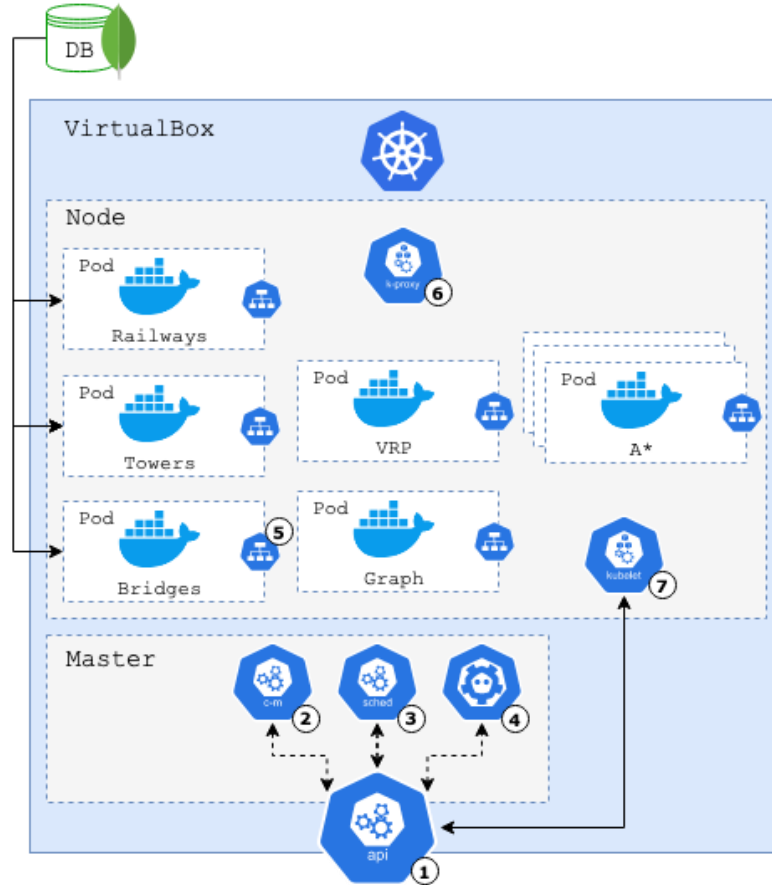 DB
VirtualBox
Node
k-proxy
6
Pod
Railways
Pod
Towers
Pod
VRP
Pod
A*
Pod
5
Bridges
Pod
Graph
kubelet
7
Master
c-m
2
sched
3
4
api
1